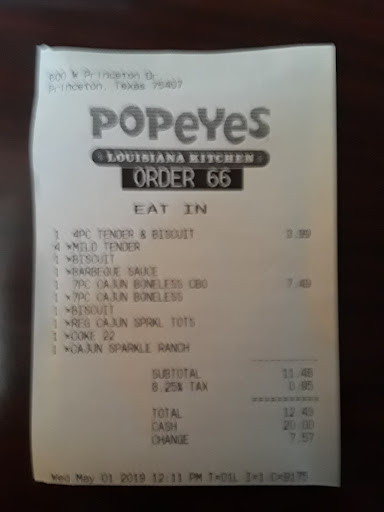 600 W Princeton Dr
Princeton, Texas 75407
POPEYES
LOUISIANA KITCHEN
ORDER 66
EAT IN
1 4PC TENDER & BISCUIT 3.99
4 *MILD TENDER
1 *BISCUIT
1 *BARBEQUE SAUCE
1 7PC CAJUN BONELESS CBO 7.49
1 *7PC CAJUN BONELESS
1 *BISCUIT
1 *REG CAJUN SPRKL TOTS
1 *COKE 22
1 *CAJUN SPARKLE RANCH
SUBTOTAL 11.48
8.25% TAX 0.95
TOTAL 12.43
CASH 20.00
CHANGE 7.57
Wed May 01 2019 12:11 PM T=01L I=1 C=8175